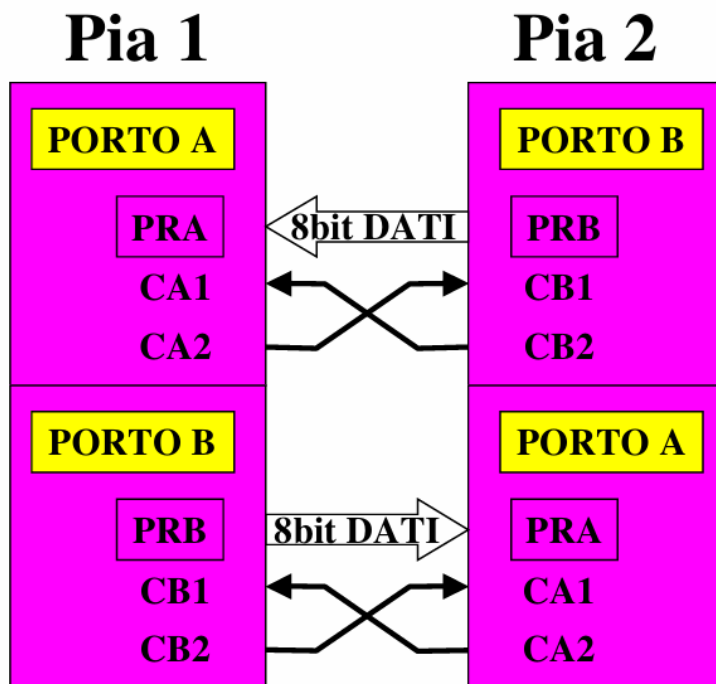 Pia 1
Pia 2
PORTO A
PORTO B
PRA
8bit DATI
PRB
CA1
CB1
CA2
CB2
PORTO B
PORTO A
PRB
8bit DATI
PRA
CB1
CA1
CB2
CA2